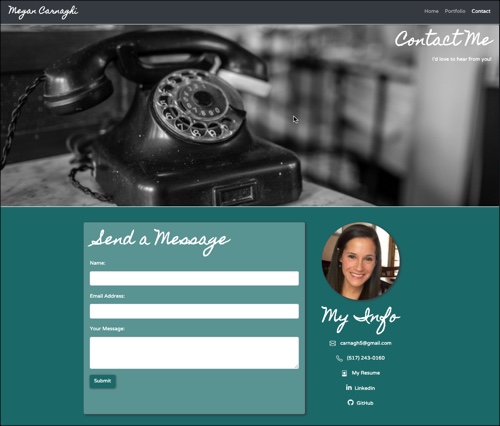 Megan Carnaghi
Home Portfolio Contact
Contact Me
I'd love to hear from you!
Send a Message
Name:
Email Address:
Your Message:
Submit
My Info
carnagh5@gmail.com
(517) 243-0160
My Resume
LinkedIn
GitHub